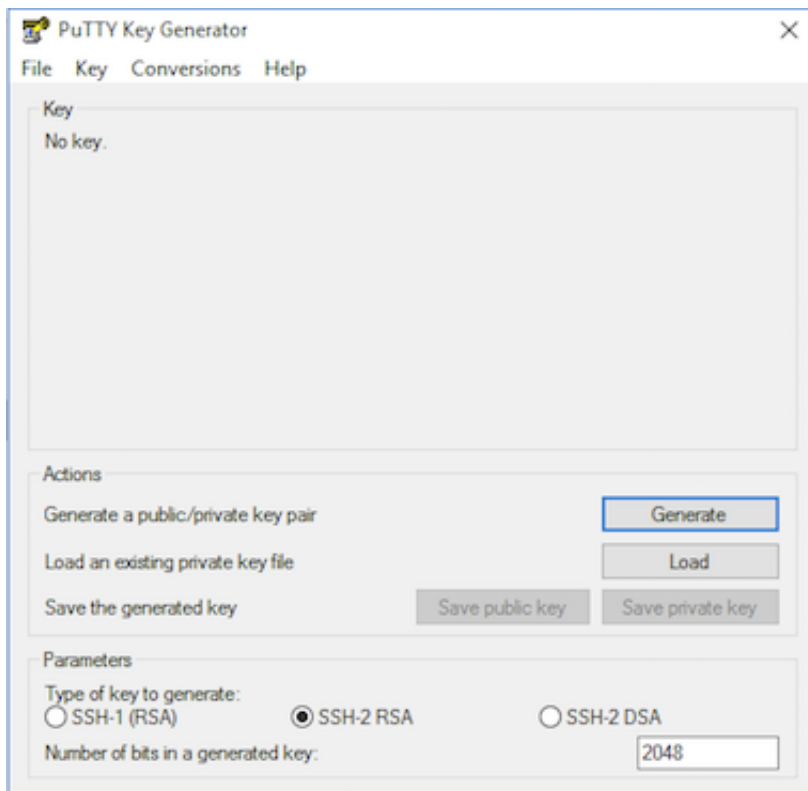 PuTTY Key Generator
File Key Conversions Help
Key
No key.
Actions
Generate a public/private key pair Generate
Load an existing private key file Load
Save the generated key Save public key Save private key
Parameters
Type of key to generate:
SSH-1 (RSA) SSH-2 RSA SSH-2 DSA
Number of bits in a generated key: 2048